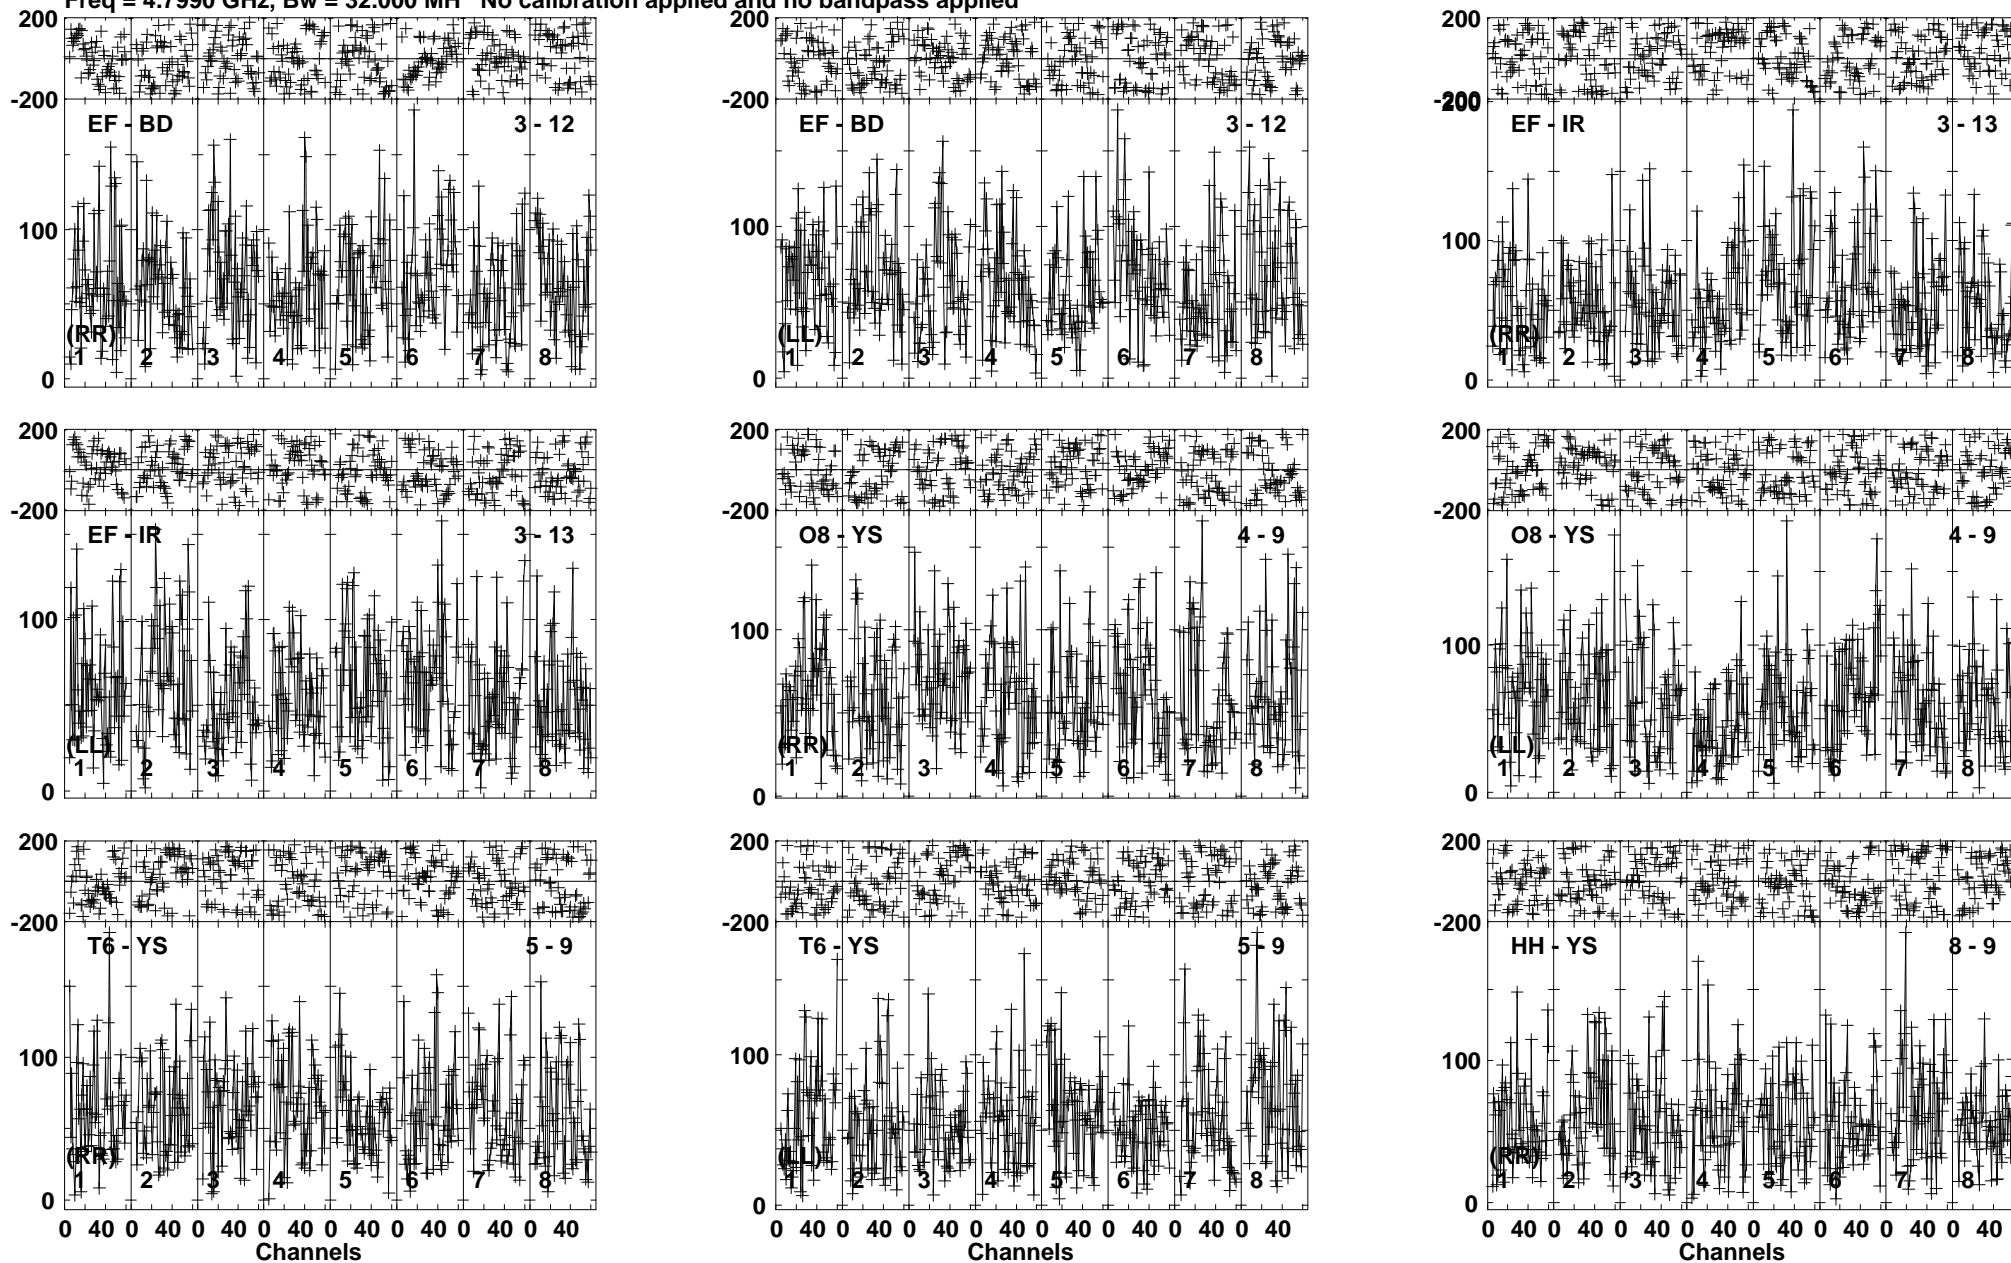 Freq = 4.7990 GHz, Bw = 32.000 MH No calibration applied and no bandpass applied
200 200 200
-200 -200 -200
200
EF - BD 3 - 12 EF - BD 3 - 12 EF - IR 3 - 13
100 100 100
(RR) (LL) (RR)
1 2 3 4 5 6 7 8 1 2 3 4 5 6 7 8 1 2 3 4 5 6 7 8
0 0 0
200 200 200
-200 -200 -200
EF - IR 3 - 13 O8 - YS 4 - 9 O8 - YS 4 - 9
100 100 100
(LL) (RR) (LL)
1 2 3 4 5 6 7 8 1 2 3 4 5 6 7 8 1 2 3 4 5 6 7 8
0 0 0
200 200 200
-200 -200 -200
T6 - YS 5 - 9 T6 - YS 5 - 9 HH - YS 8 - 9
100 100 100
(RR) (LL) (RR)
1 2 3 4 5 6 7 8 1 2 3 4 5 6 7 8 1 2 3 4 5 6 7 8
0 0 0
0 40 0 40 0 40 0 40 0 40 0 40 0 40 0 40 0 40 0 40 0 40 0 40 0 40 0 40 0 40 0 40 0 40 0 40 0 40 0 40 0 40 0 40 0 40 0 40
Channels Channels Channels